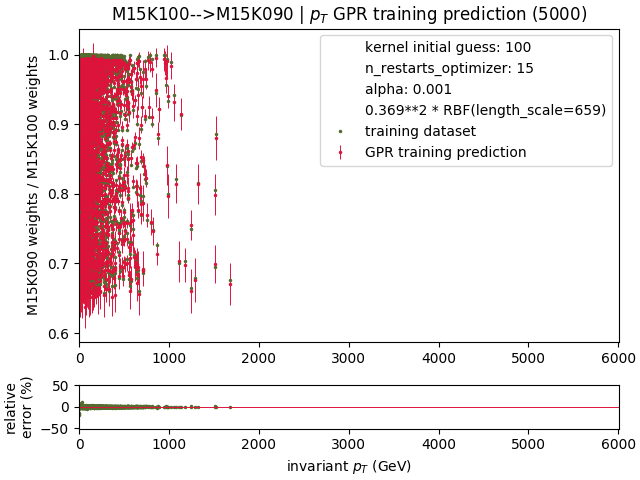 M15K100-->M15K090 | $p_T$ GPR training prediction (5000)
M15K090 weights / M15K100 weights
1.0
0.9
0.8
0.7
0.6
kernel initial guess: 100
n_restarts_optimizer: 15
alpha: 0.001
0.369**2 * RBF(length_scale=659)
training dataset
GPR training prediction
0 1000 2000 3000 4000 5000 6000
relative
error (%)
50
0
−50
0 1000 2000 3000 4000 5000 6000
invariant $p_T$ (GeV)